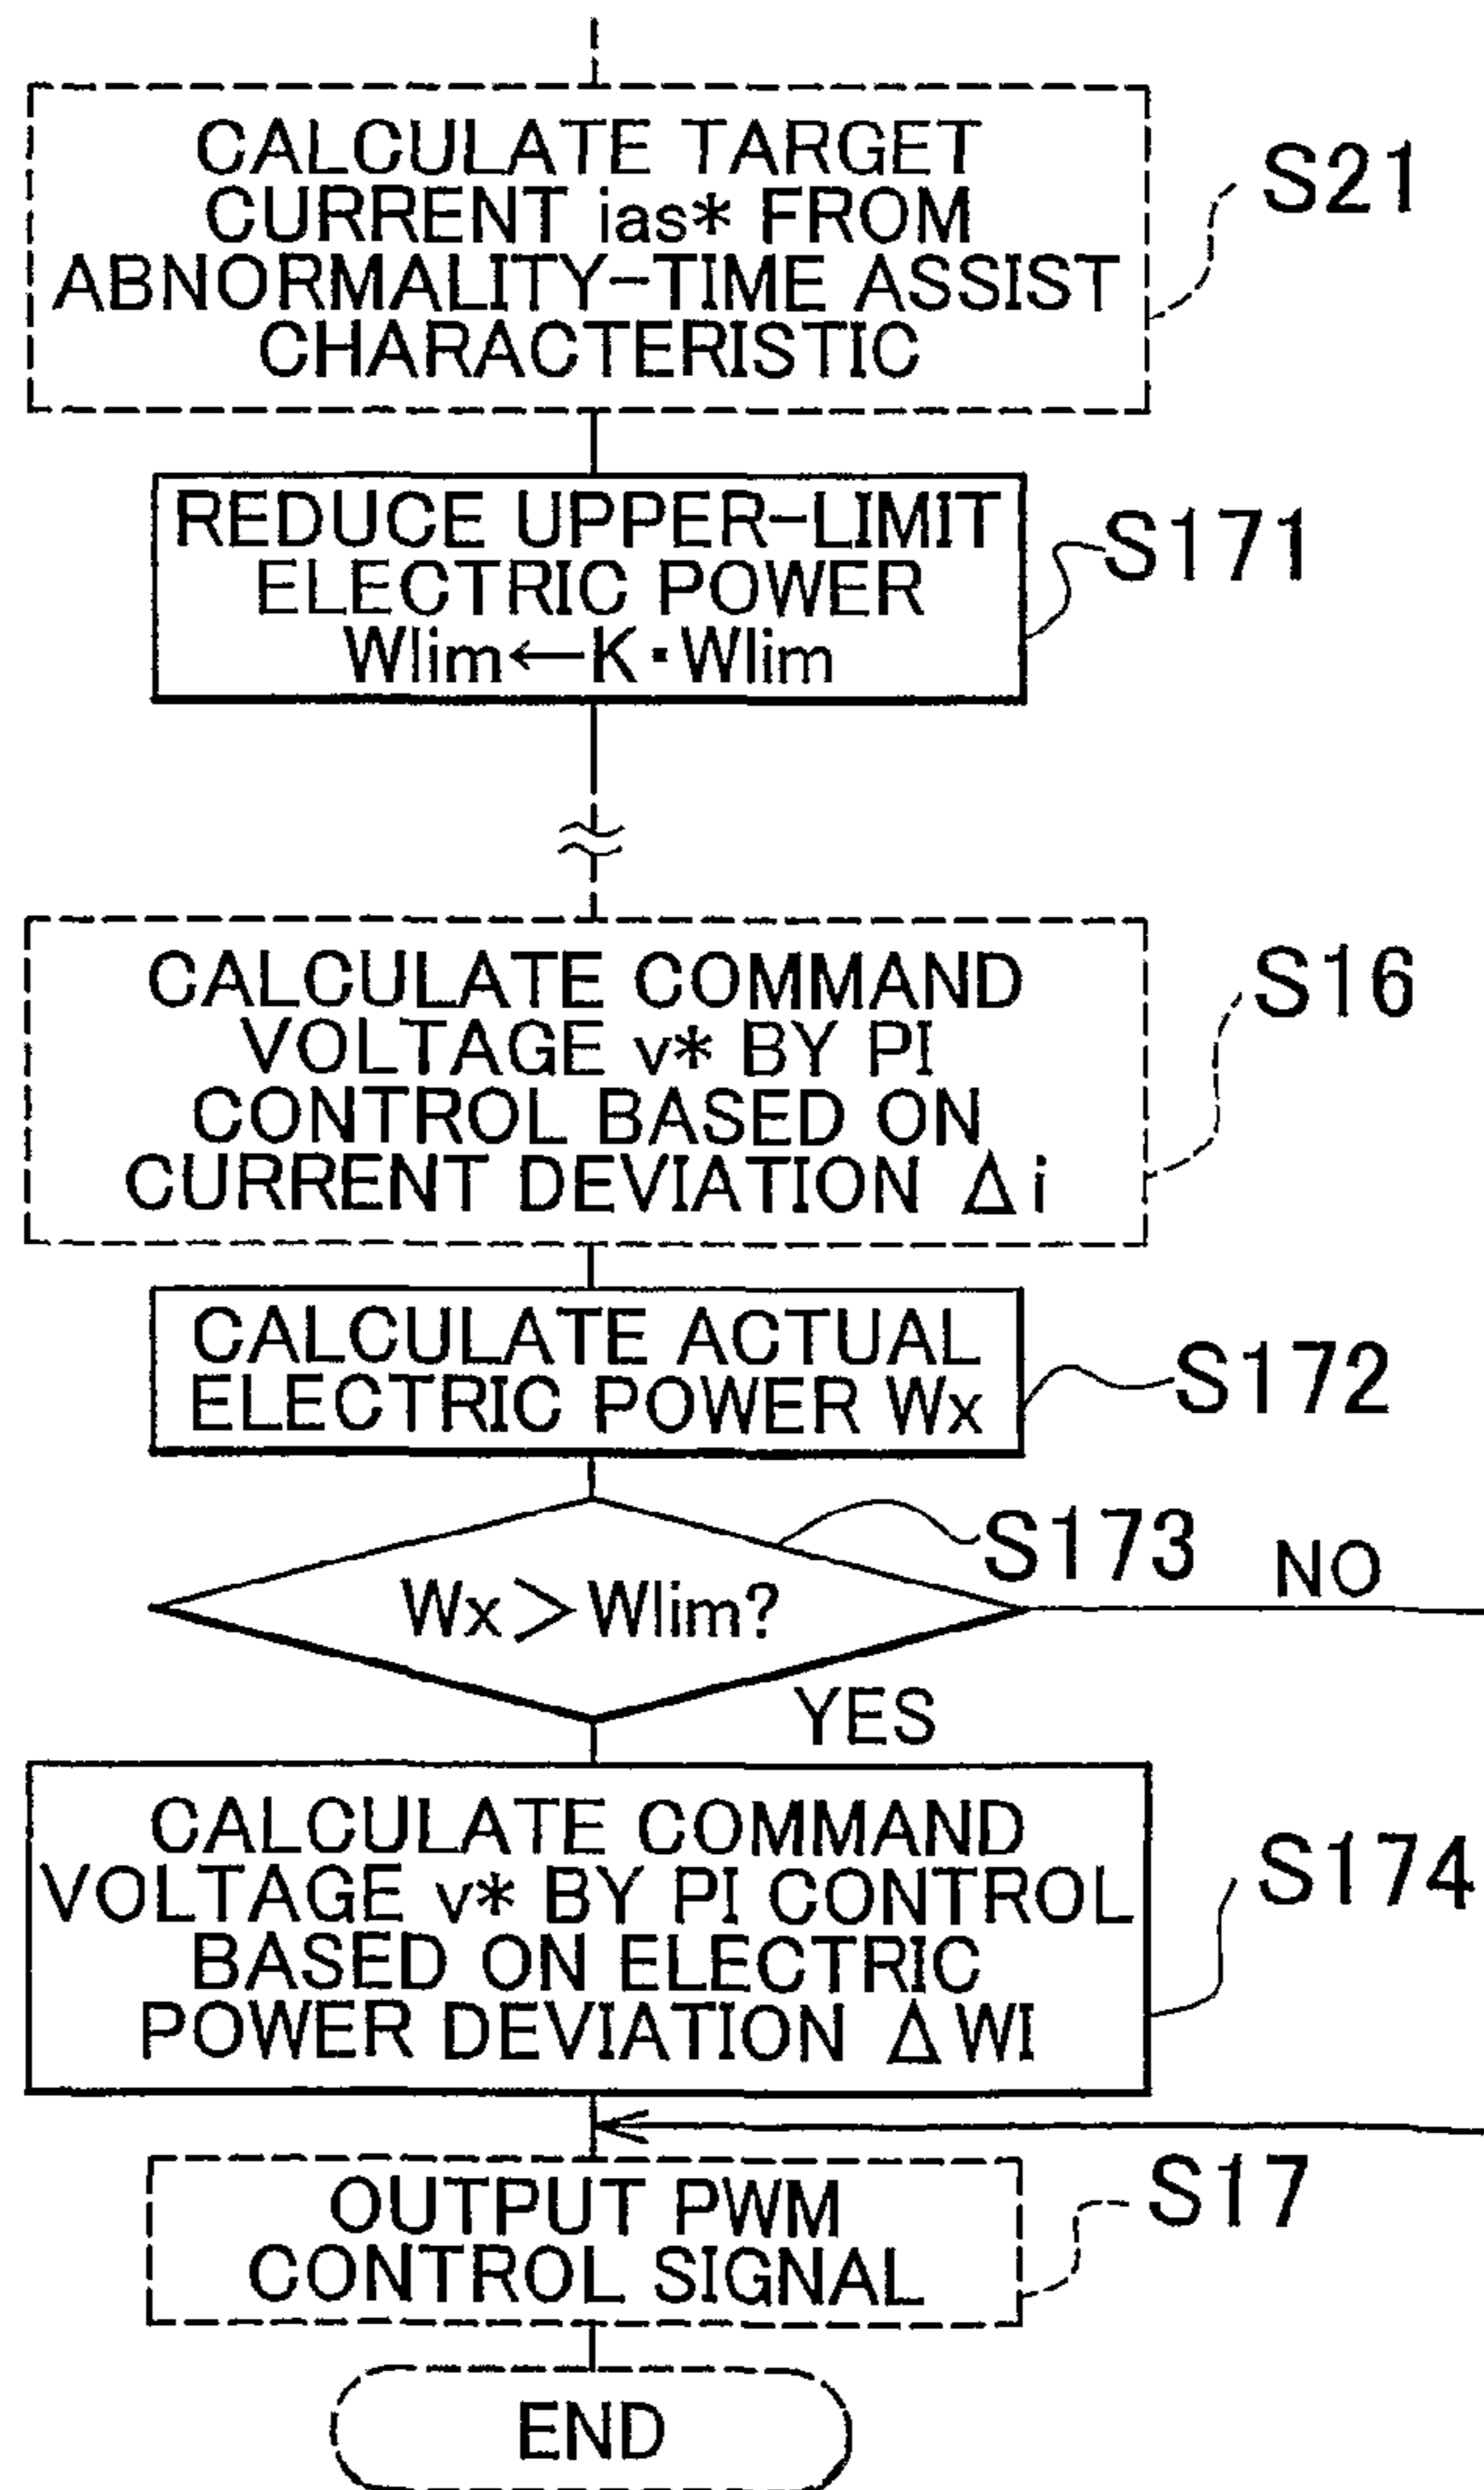 CALCULATE TARGET
CURRENT ias* FROM
ABNORMALITY-TIME ASSIST
CHARACTERISTIC
S21
REDUCE UPPER-LIMIT
ELECTRIC POWER
Wlim←K・Wlim
S171
CALCULATE COMMAND
VOLTAGE v* BY PI
CONTROL BASED ON
CURRENT DEVIATION Δi
S16
CALCULATE ACTUAL
ELECTRIC POWER Wx
S172
Wx>Wlim?
S173
NO
YES
CALCULATE COMMAND
VOLTAGE v* BY PI CONTROL
BASED ON ELECTRIC
POWER DEVIATION ΔWl
S174
OUTPUT PWM
CONTROL SIGNAL
S17
END